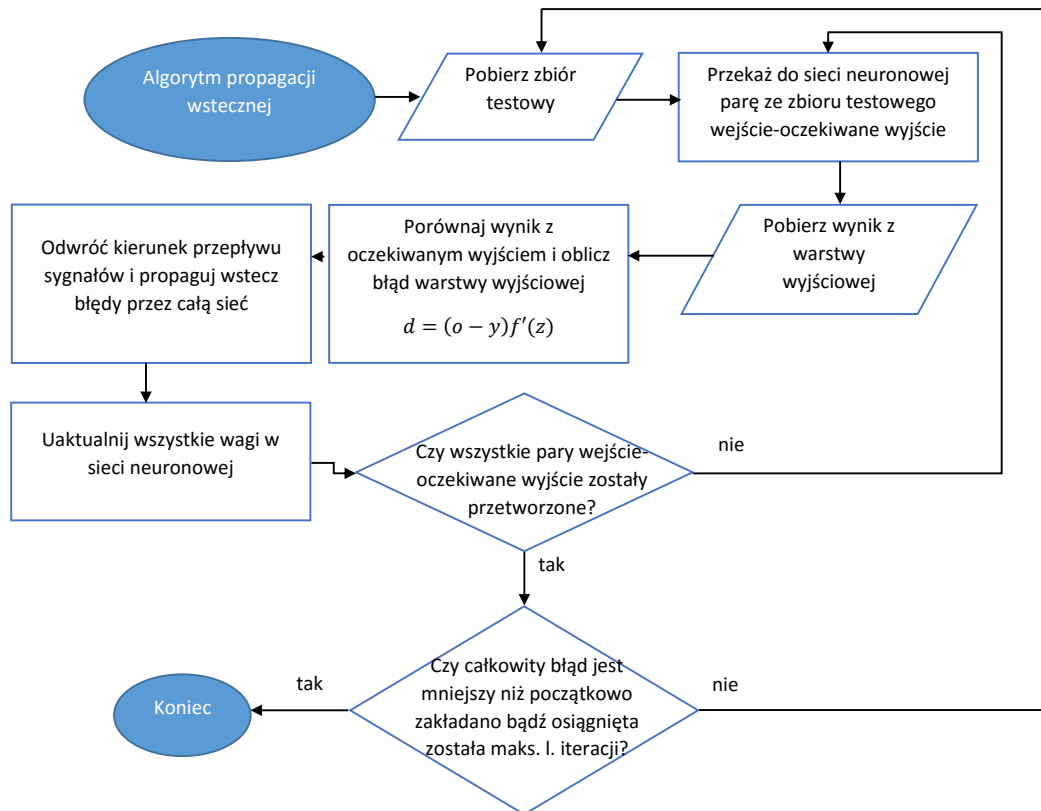 Algorytm propagacji
wstecznej
Pobierz zbiór
testowy
Przekaż do sieci neuronowej
parę ze zbioru testowego
wejście-oczekiwane wyjście
Pobierz wynik z
warstwy
wyjściowej
Porównaj wynik z
oczekiwanym wyjściem i oblicz
błąd warstwy wyjściowej
d = (o − y)f′(z)
Odwróć kierunek przepływu
sygnałów i propaguj wstecz
błędy przez całą sieć
Uaktualnij wszystkie wagi w
sieci neuronowej
Czy wszystkie pary wejście-
oczekiwane wyjście zostały
przetworzone?
nie
tak
Czy całkowity błąd jest
mniejszy niż początkowo
zakładano bądź osiągnięta
została maks. l. iteracji?
nie
tak
Koniec